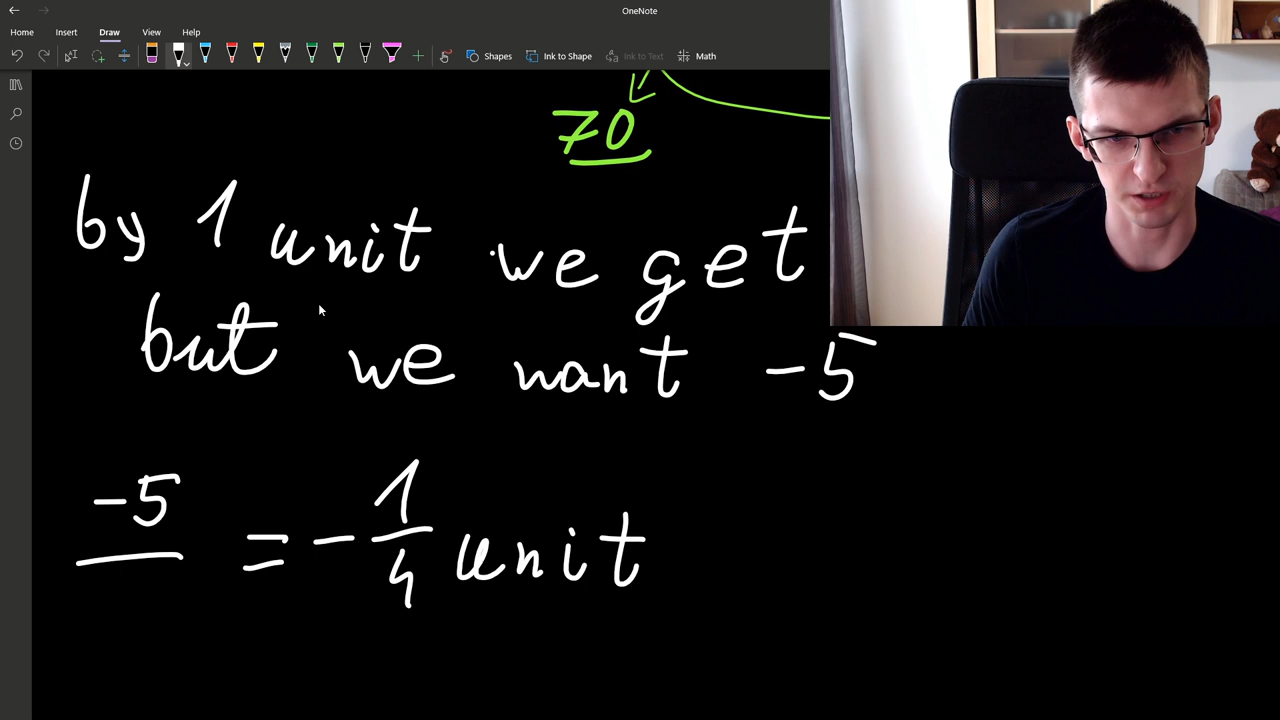 OneNote
Home Insert Draw View Help
Shapes Ink to Shape Ink to Text Math
70
by 1 unit we get
but we want -5
-5
= - 1
4 unit